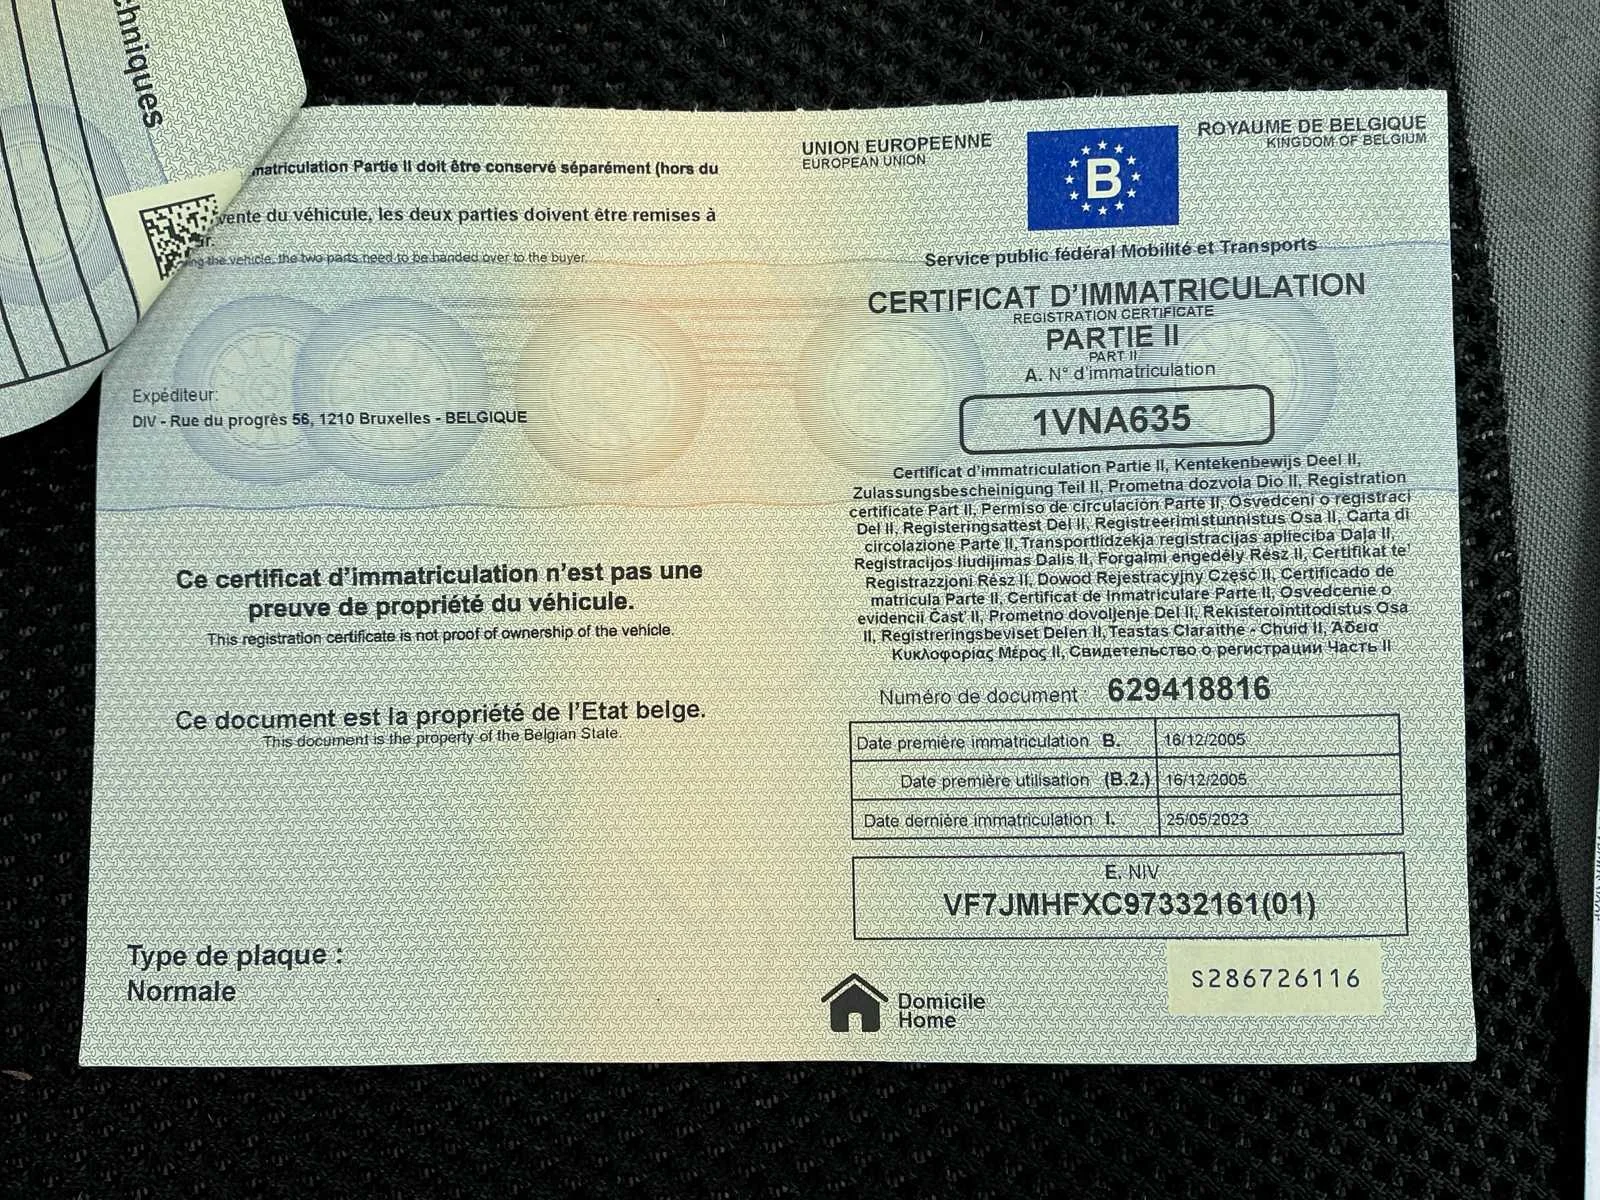 chniques
matriculation Partie II doit être conservé séparément (hors du
vente du véhicule, les deux parties doivent être remises à
the vehicle, the two parts need to be handed over to the buyer.
Expéditeur:
DIV - Rue du progrès 56, 1210 Bruxelles - BELGIQUE
Ce certificat d'immatriculation n'est pas une
preuve de propriété du véhicule.
This registration certificate is not proof of ownership of the vehicle.
Ce document est la propriété de l'Etat belge.
This document is the property of the Belgian State.
Type de plaque :
Normale
UNION EUROPEENNE
EUROPEAN UNION
B
ROYAUME DE BELGIQUE
KINGDOM OF BELGIUM
Service public fédéral Mobilité et Transports
CERTIFICAT D'IMMATRICULATION
REGISTRATION CERTIFICATE
PARTIE II
PART II
A. N° d'immatriculation
1VNA635
Certificat d'immatriculation Partie II, Kentekenbewijs Deel II,
Zulassungsbescheinigung Teil II, Prometna dozvola Dio II, Registration
certificate Part II, Permiso de circulación Parte II, Osvedceni o registraci
Del II, Registeringsattest Del II, Registreerimistunnistus Osa II, Carta di
circolazione Parte II, Transportlidzekja registracijas aplieciba Daļa II,
Registracijos liudijimas Dalis II, Forgalmi engedély Rész II, Certifikat te'
Registrazzjoni Rész II, Dowod Rejestracyjny Część II, Certificado de
matricula Parte II, Certificat de Inmatriculare Parte II, Osvedcenie o
evidencii Čast' II, Prometno dovoljenje Del II, Rekisterointitodistus Osa
II, Registreringsbeviset Delen II, Teastas Claraithe - Chuid II, Άδεια
Κυκλοφορίας Μέρος II, Свидетельство о регистрации Часть II
Numéro de document : 629418816
Date première immatriculation B. 16/12/2005
Date première utilisation (B.2.) 16/12/2005
Date dernière immatriculation I. 25/05/2023
E. NIV
VF7JMHFXC97332161(01)
S286726116
Domicile
Home